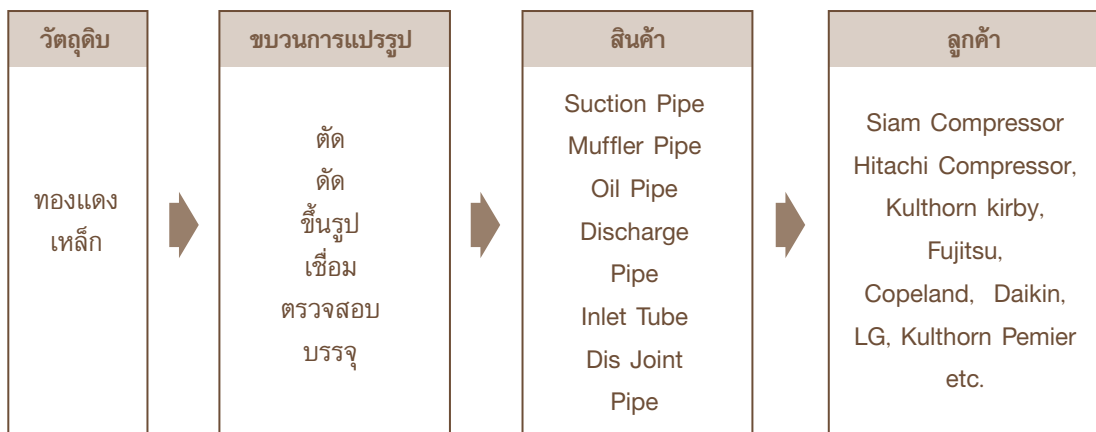 วัตถุดิบ
ทองแดง
เหล็ก
ขบวนการแปรรูป
ตัด
ดัด
ขึ้นรูป
เชื่อม
ตรวจสอบ
บรรจุ
สินค้า
Suction Pipe
Muffler Pipe
Oil Pipe
Discharge
Pipe
Inlet Tube
Dis Joint
Pipe
ลูกค้า
Siam Compressor
Hitachi Compressor,
Kulthorn kirby,
Fujitsu,
Copeland, Daikin,
LG, Kulthorn Pemier
etc.